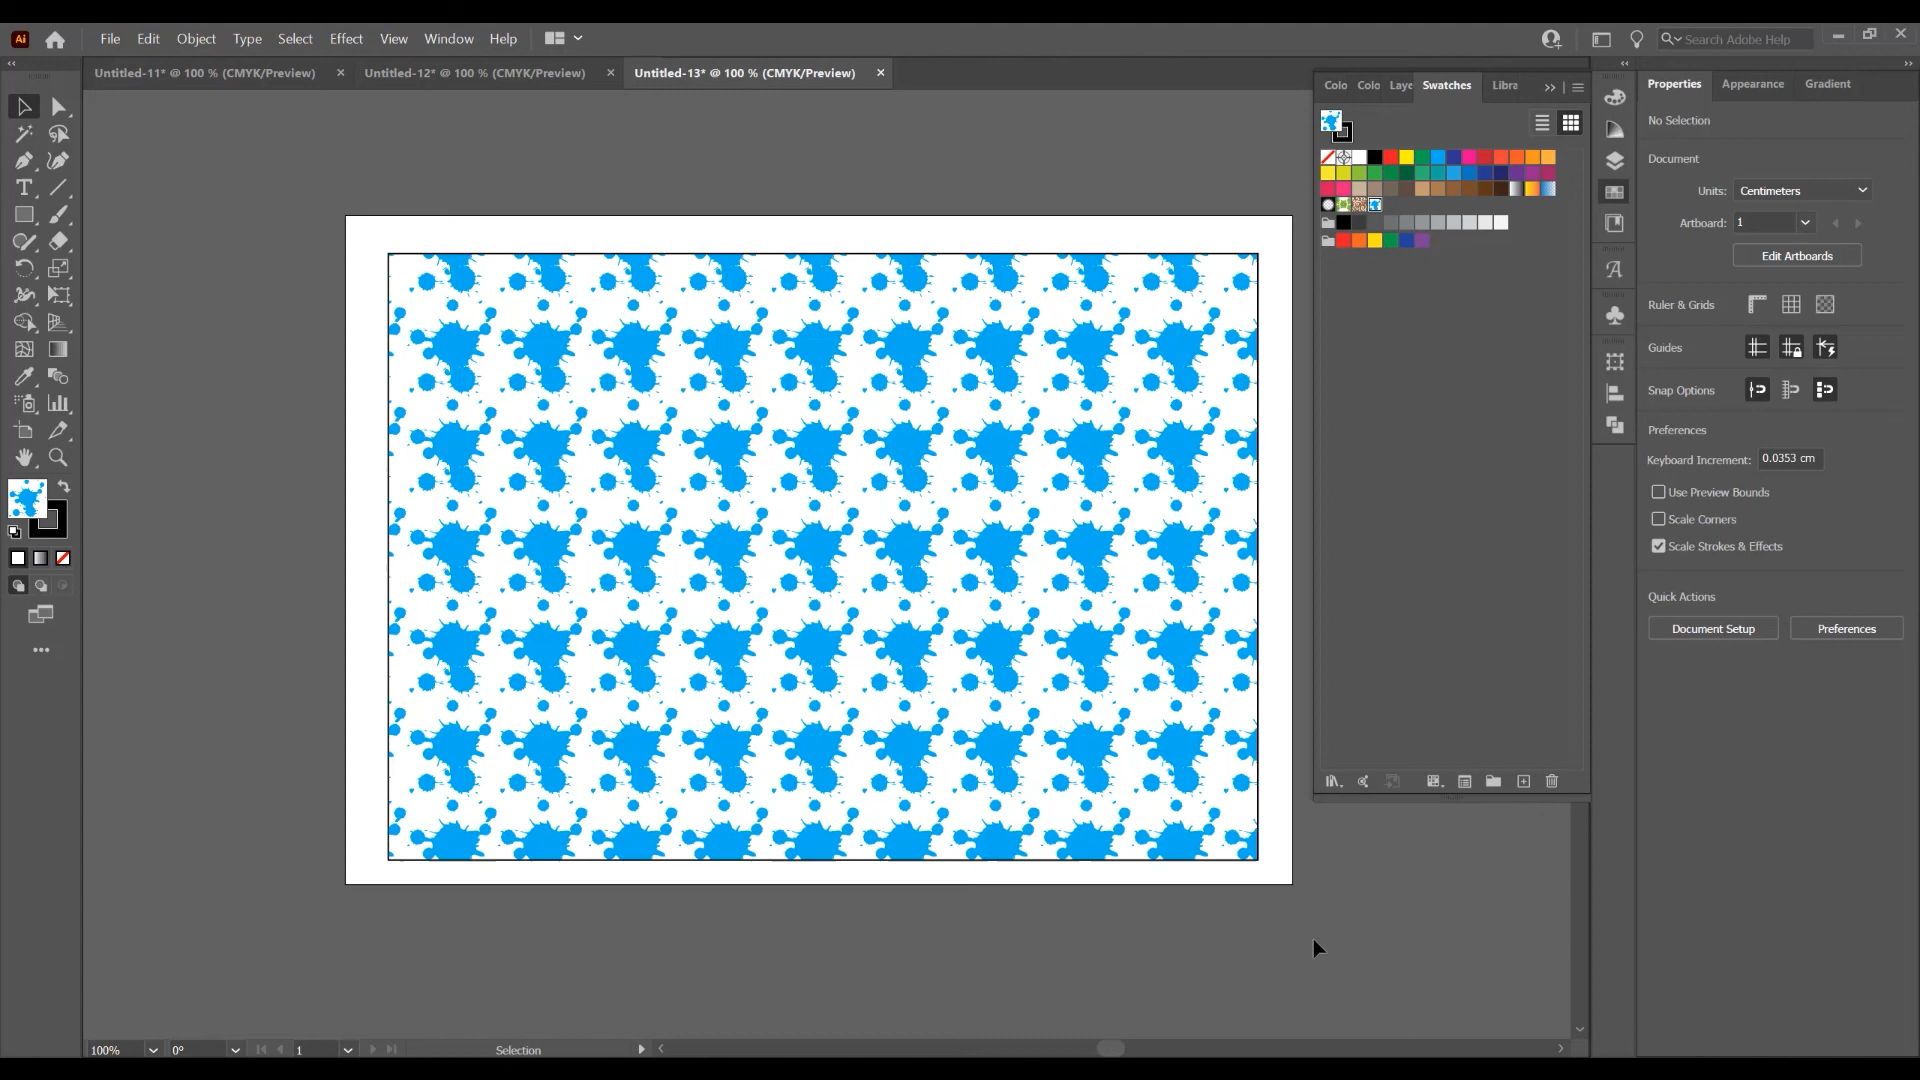 Ai File Edit Object Type Select Effect View Window Help Search Adobe Help
Untitled-11* @ 100 % (CMYK/Preview) Untitled-12* @ 100 % (CMYK/Preview) Untitled-13* @ 100 % (CMYK/Preview)
Colo Colo Laye Swatches Libra
Properties Appearance Gradient
No Selection
Document
Units: Centimeters
Artboard: 1
Edit Artboards
Ruler & Grids
Guides
Snap Options
Preferences
Keyboard Increment: 0.0353 cm
Use Preview Bounds
Scale Corners
Scale Strokes & Effects
Quick Actions
Document Setup Preferences
100% 0° 1 Selection